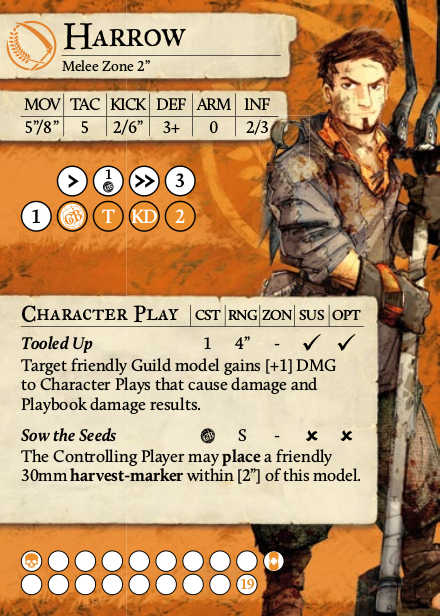 Harrow
Melee Zone 2"
MOV TAC KICK DEF ARM INF
5"/8" 5 2/6" 3+ 0 2/3
> 1 GB >> 3
1 GB T KD 2
Character Play CST RNG ZON SUS OPT
Tooled Up 1 4" - ✓ ✓
Target friendly Guild model gains [+1] DMG
to Character Plays that cause damage and
Playbook damage results.
Sow the Seeds GB S - ✗ ✗
The Controlling Player may place a friendly
30mm harvest-marker within [2"] of this model.
19